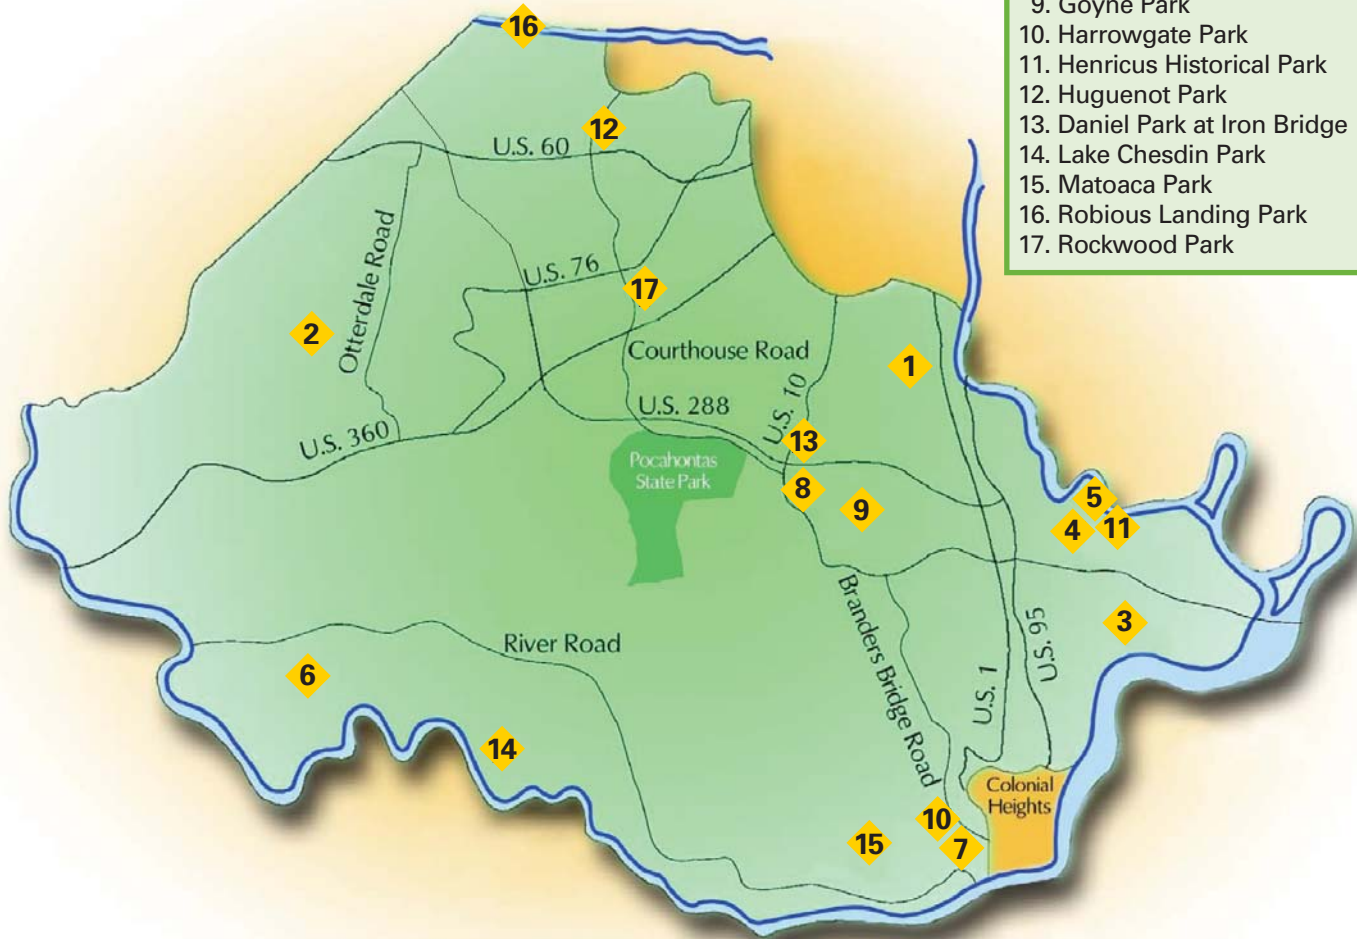 9. Goyne Park
10. Harrowgate Park
11. Henricus Historical Park
12. Huguenot Park
13. Daniel Park at Iron Bridge
14. Lake Chesdin Park
15. Matoaca Park
16. Robious Landing Park
17. Rockwood Park
16
12
U.S. 60
Otterdale Road
U.S. 76
17
2
Courthouse Road
1
U.S. 10
U.S. 288
U.S. 360
13
Pocahontas
State Park
8
9
5
4
11
Branders Bridge Road
U.S. 95
3
River Road
6
U.S. 1
14
Colonial
Heights
10
15
7